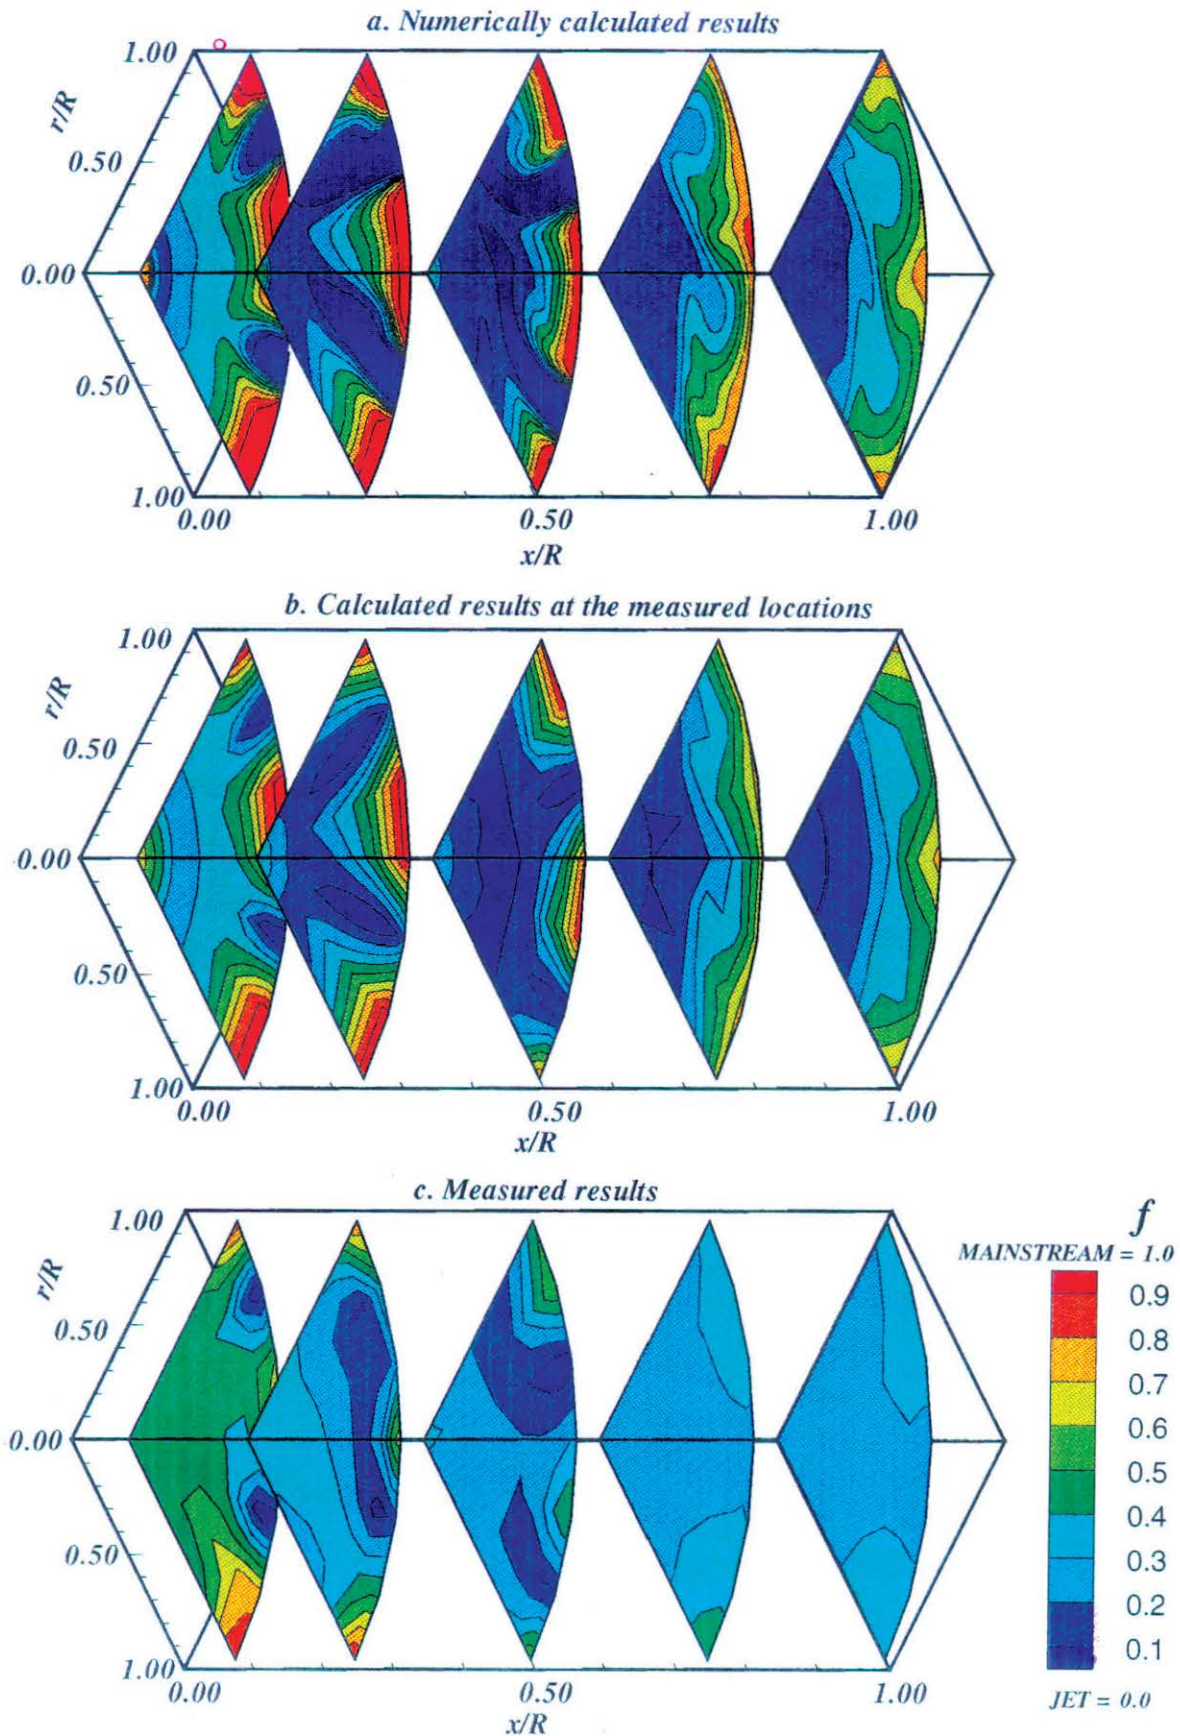 a. Numerically calculated results
1.00
r/R
0.50
0.00
0.50
1.00
0.00 0.50 1.00
x/R
b. Calculated results at the measured locations
1.00
r/R
0.50
0.00
0.50
1.00
0.00 0.50 1.00
x/R
c. Measured results
1.00
r/R
0.50
0.00
0.50
1.00
0.00 0.50 1.00
x/R
f
MAINSTREAM = 1.0
0.9
0.8
0.7
0.6
0.5
0.4
0.3
0.2
0.1
JET = 0.0